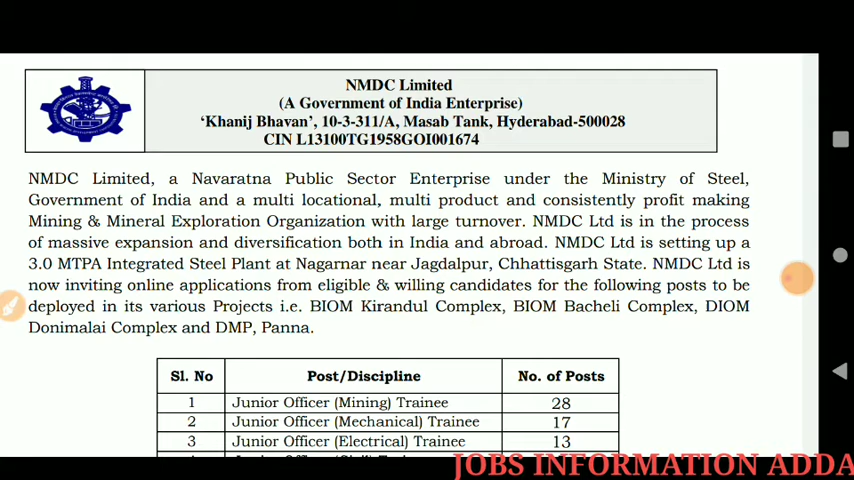 NMDC Limited
(A Government of India Enterprise)
‘Khanij Bhavan’, 10-3-311/A, Masab Tank, Hyderabad-500028
CIN L13100TG1958GOI001674
NMDC Limited, a Navaratna Public Sector Enterprise under the Ministry of Steel,
Government of India and a multi locational, multi product and consistently profit making
Mining & Mineral Exploration Organization with large turnover. NMDC Ltd is in the process
of massive expansion and diversification both in India and abroad. NMDC Ltd is setting up a
3.0 MTPA Integrated Steel Plant at Nagarnar near Jagdalpur, Chhattisgarh State. NMDC Ltd is
now inviting online applications from eligible & willing candidates for the following posts to be
deployed in its various Projects i.e. BIOM Kirandul Complex, BIOM Bacheli Complex, DIOM
Donimalai Complex and DMP, Panna.
Sl. No Post/Discipline No. of Posts
1 Junior Officer (Mining) Trainee 28
2 Junior Officer (Mechanical) Trainee 17
3 Junior Officer (Electrical) Trainee 13
JOBS INFORMATION ADDA